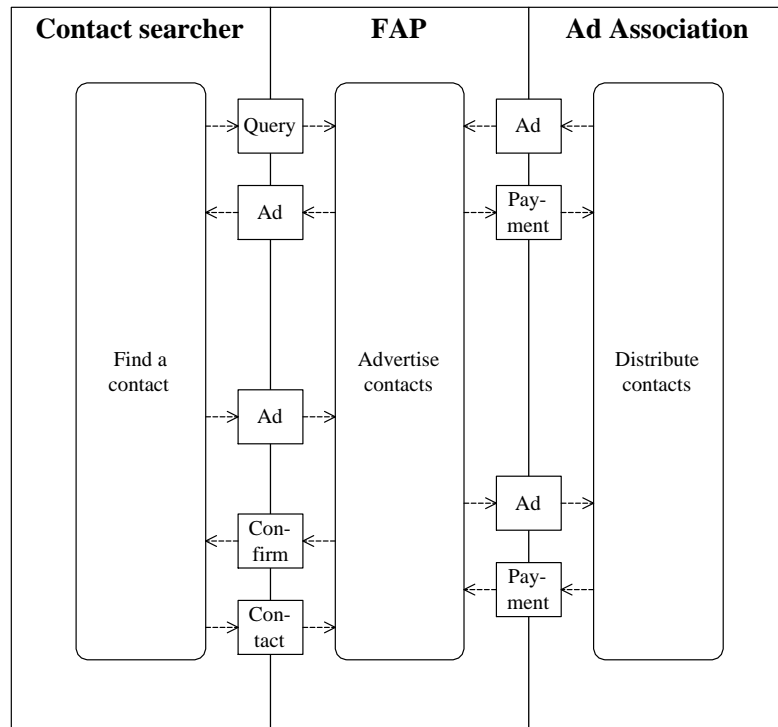 Contact searcher
FAP
Ad Association
Query
Ad
Ad
Pay-
ment
Find a
contact
Advertise
contacts
Distribute
contacts
Ad
Ad
Con-
firm
Pay-
ment
Con-
tact